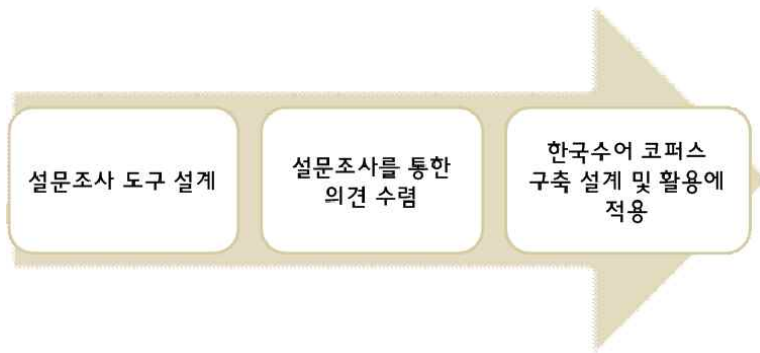 설문조사 도구 설계
설문조사를 통한
의견 수렴
한국수어 코퍼스
구축 설계 및 활용에
적용